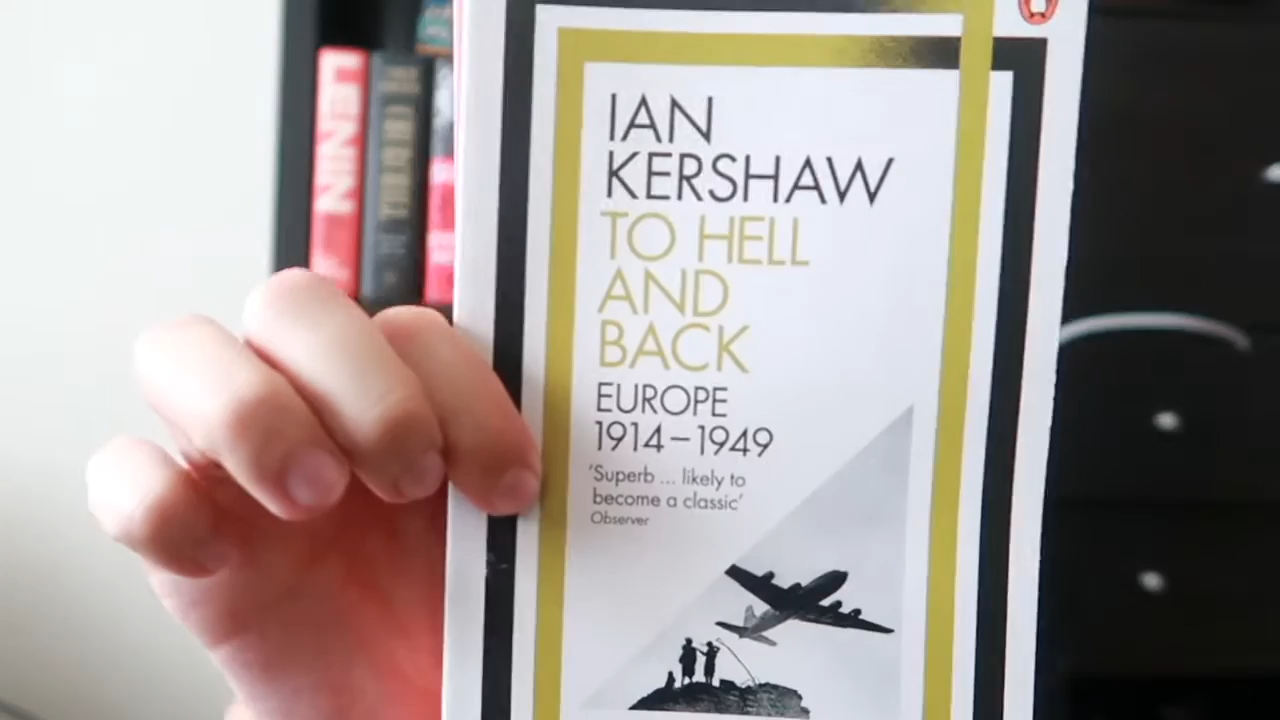 LENIN
IAN
KERSHAW
TO HELL
AND
BACK
EUROPE
1914–1949
‘Superb ... likely to
become a classic’
Observer